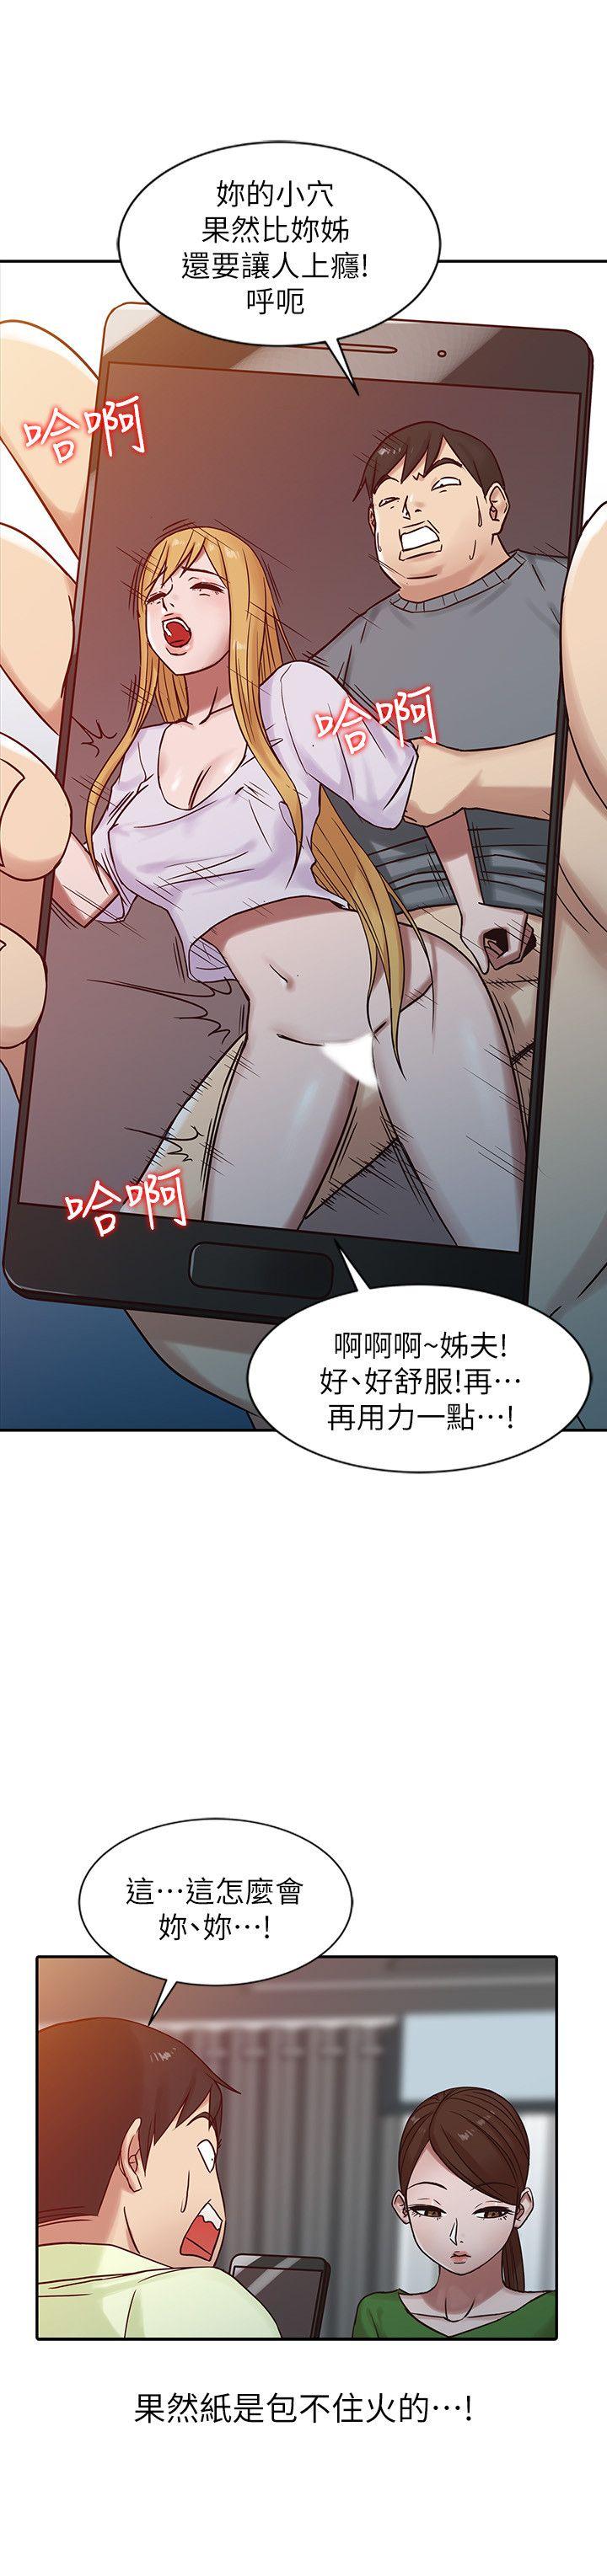 妳的小穴
果然比妳姊
還要讓人上癮!
呼呃
哈啊
哈啊
哈啊
啊啊啊~姊夫!
好、好舒服!再…
再用力一點…!
這…這怎麼會
妳、妳…!
果然紙是包不住火的…!